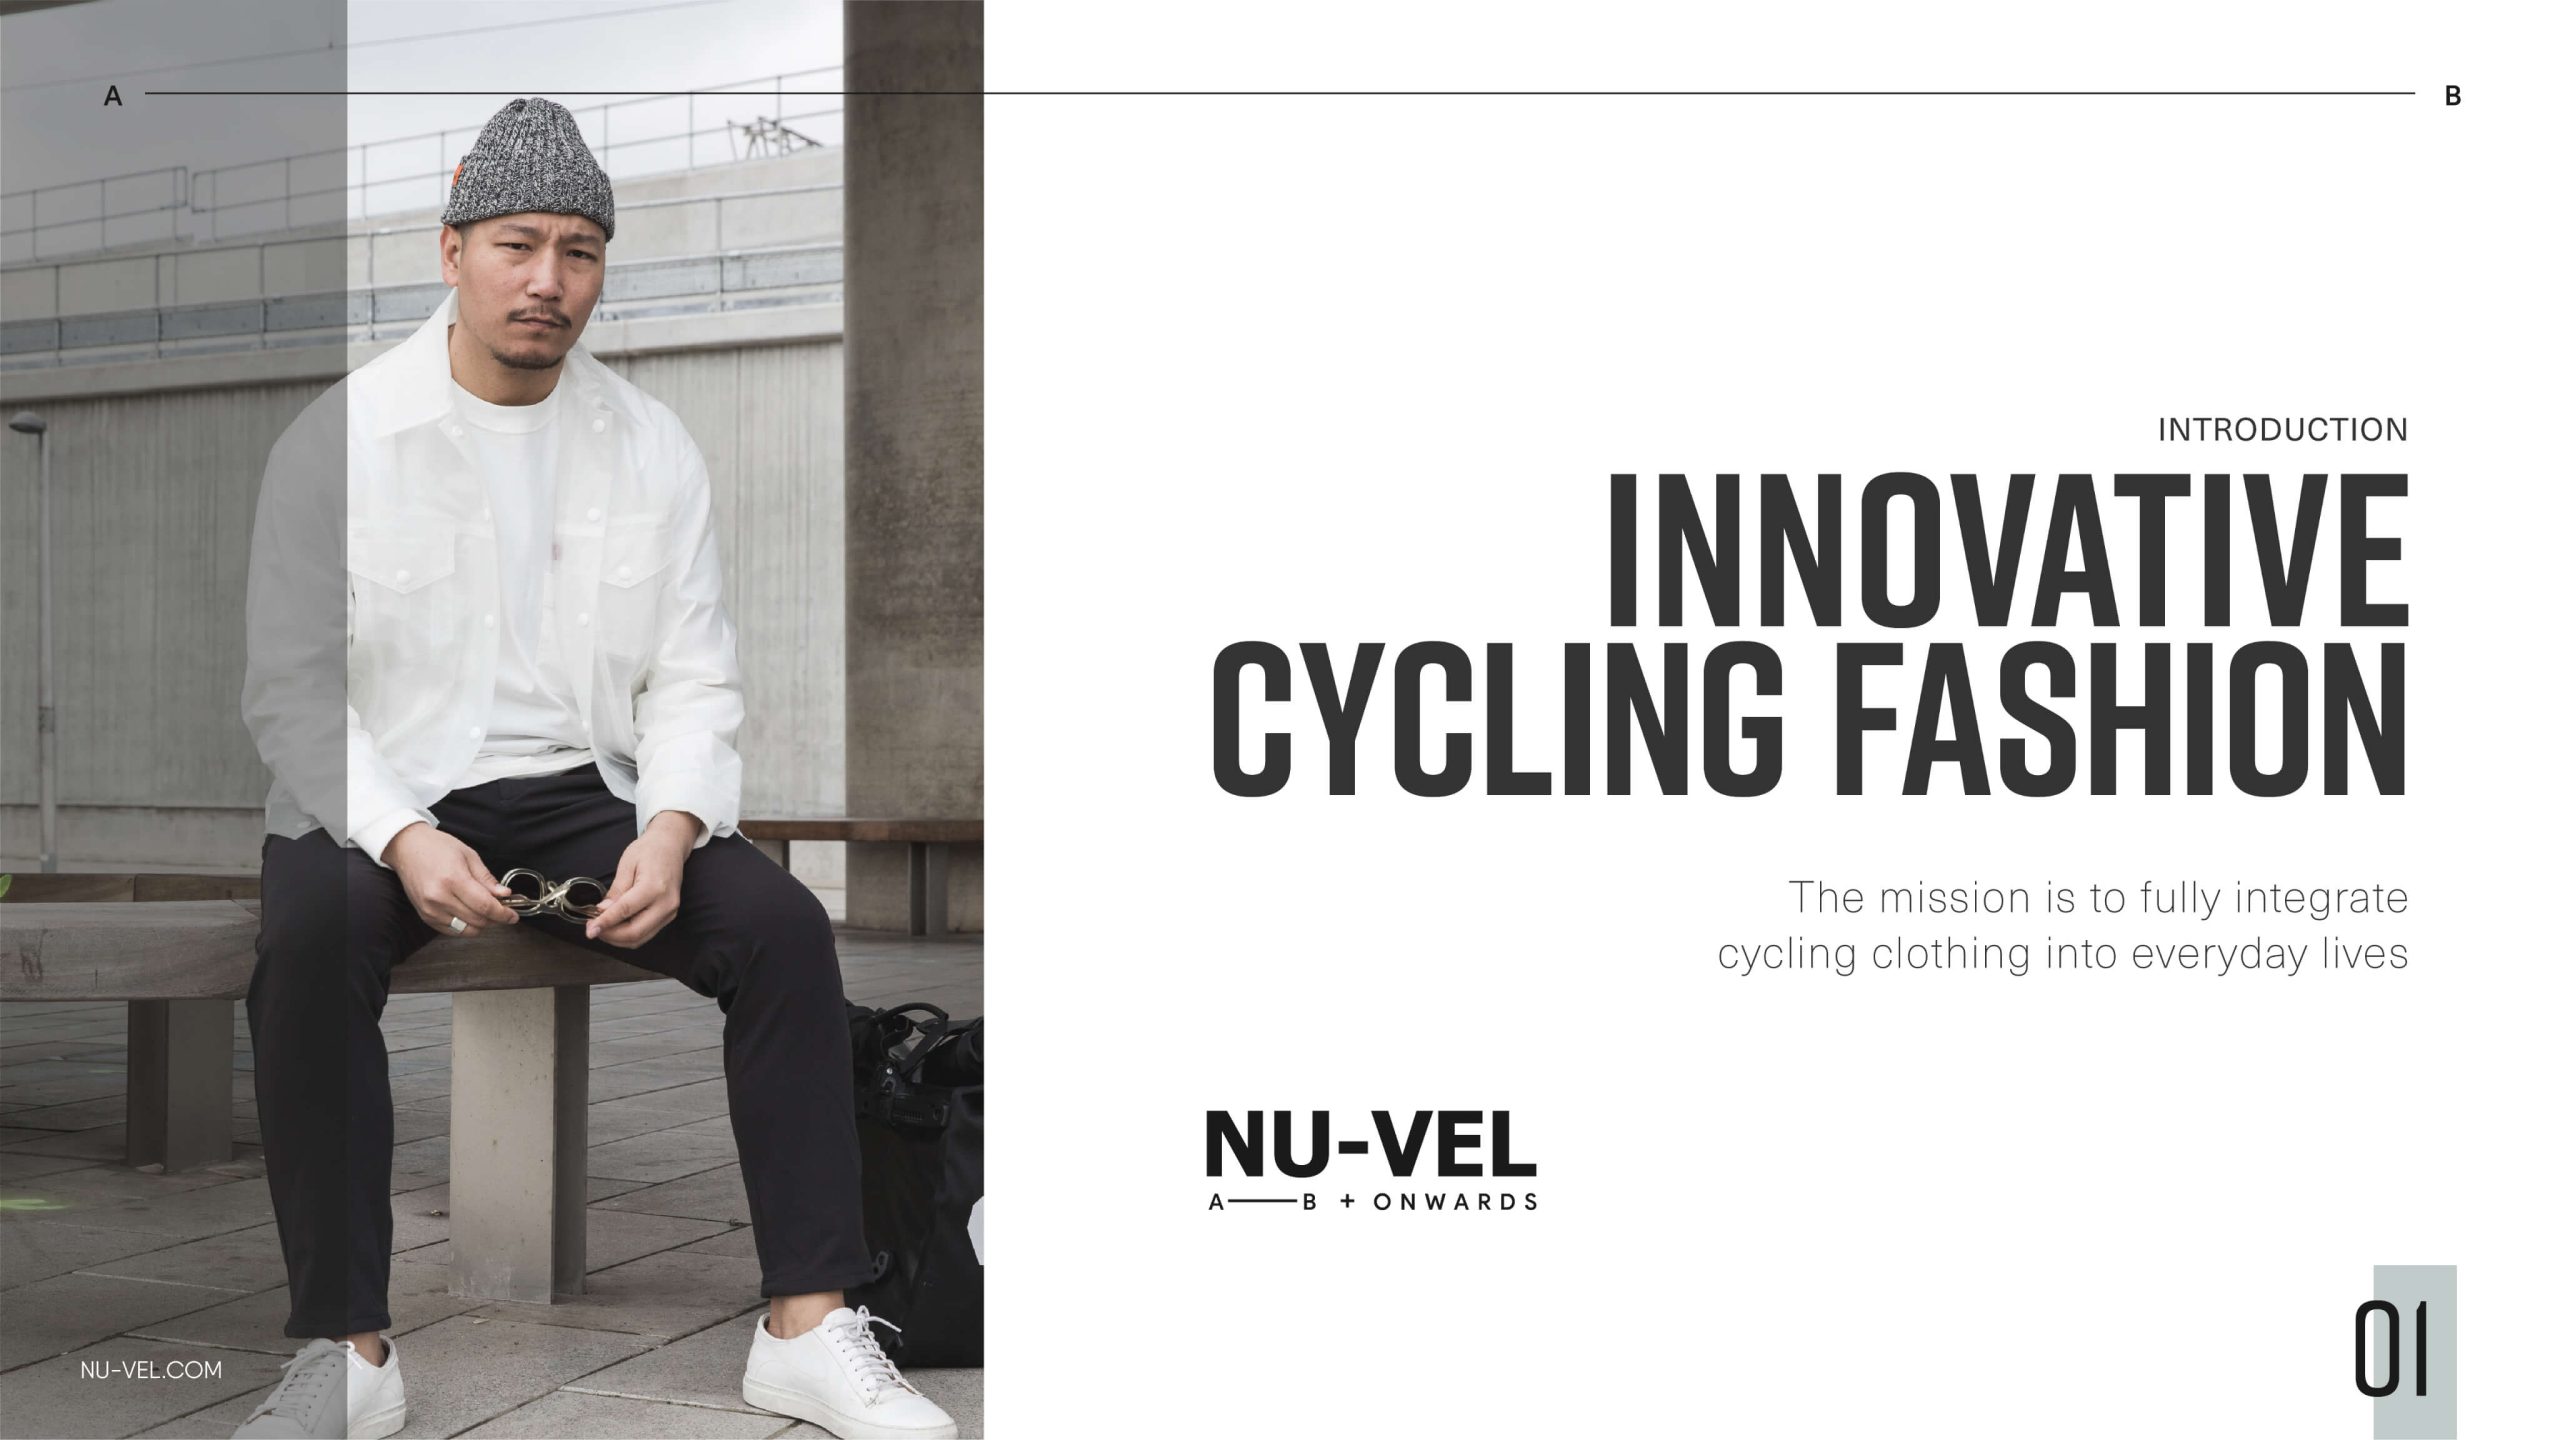 A B
INTRODUCTION
INNOVATIVE
CYCLING FASHION
The mission is to fully integrate
cycling clothing into everyday lives
NU-VEL
A——B + ONWARDS
NU-VEL.COM
01